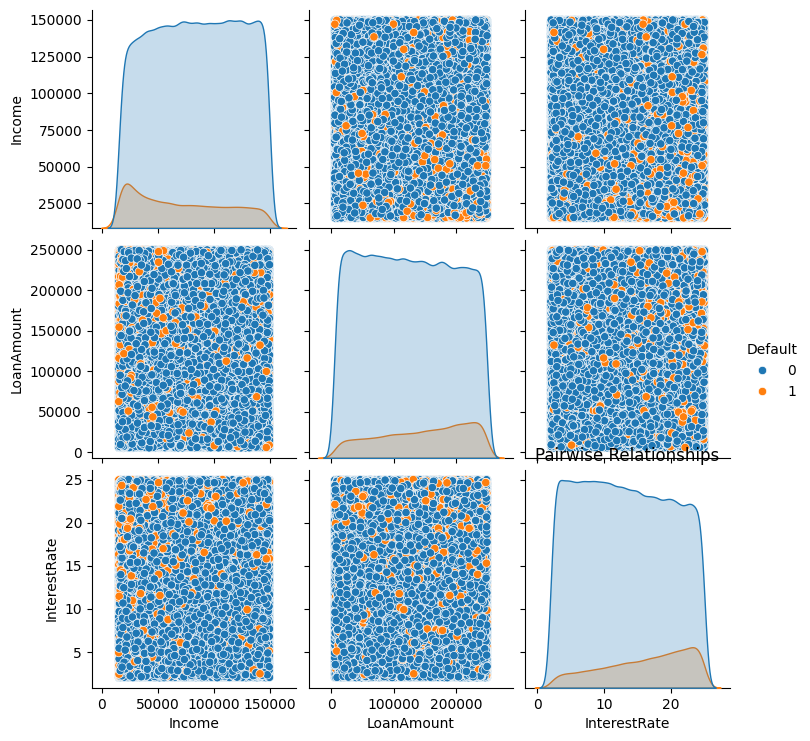 150000
125000
100000
75000
50000
25000
Income
250000
200000
150000
100000
50000
0
LoanAmount
Default
0
1
Pairwise Relationships
25
20
15
10
5
InterestRate
0 50000 100000 150000
Income
0 100000 200000
LoanAmount
0 10 20
InterestRate